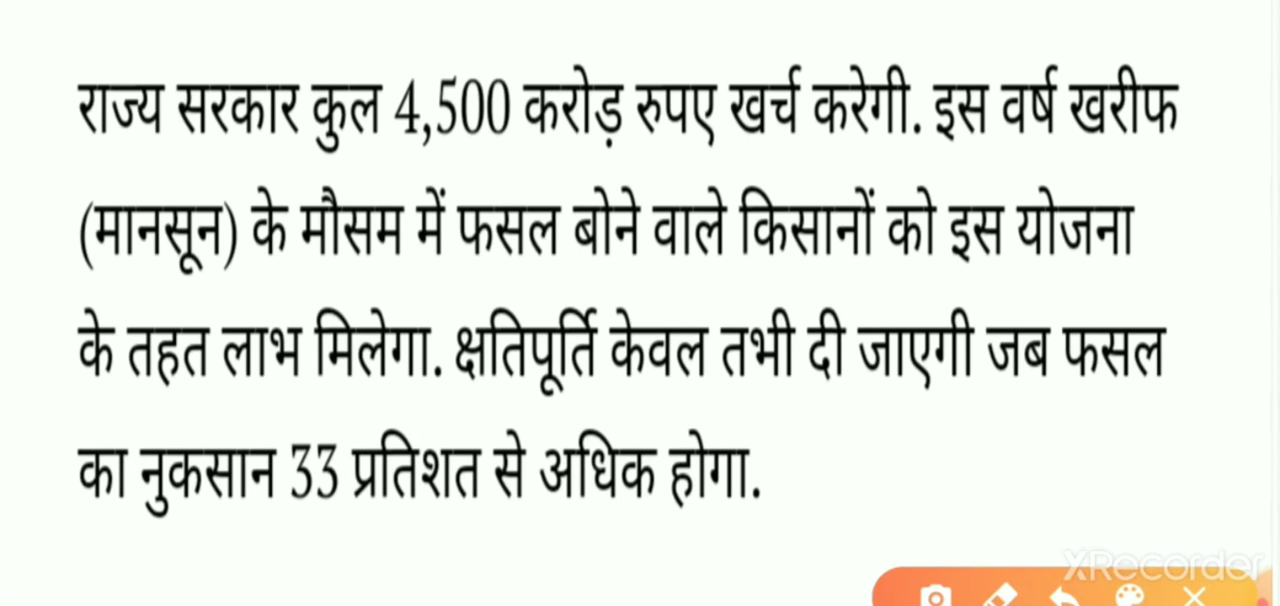 राज्य सरकार कुल 4,500 करोड़ रुपए खर्च करेगी. इस वर्ष खरीफ
(मानसून) के मौसम में फसल बोने वाले किसानों को इस योजना
के तहत लाभ मिलेगा. क्षतिपूर्ति केवल तभी दी जाएगी जब फसल
का नुकसान 33 प्रतिशत से अधिक होगा.
XRecorder